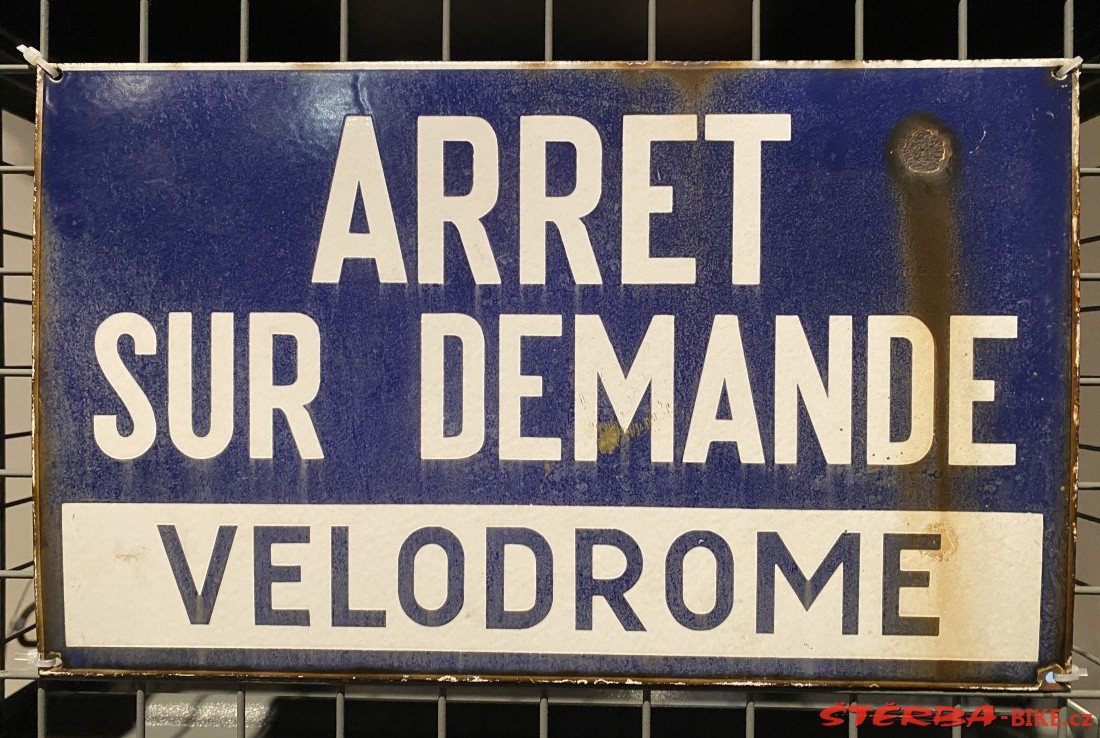 ARRET
SUR DEMANDE
VELODROME
ŠTĚRBA-BIKE.cz